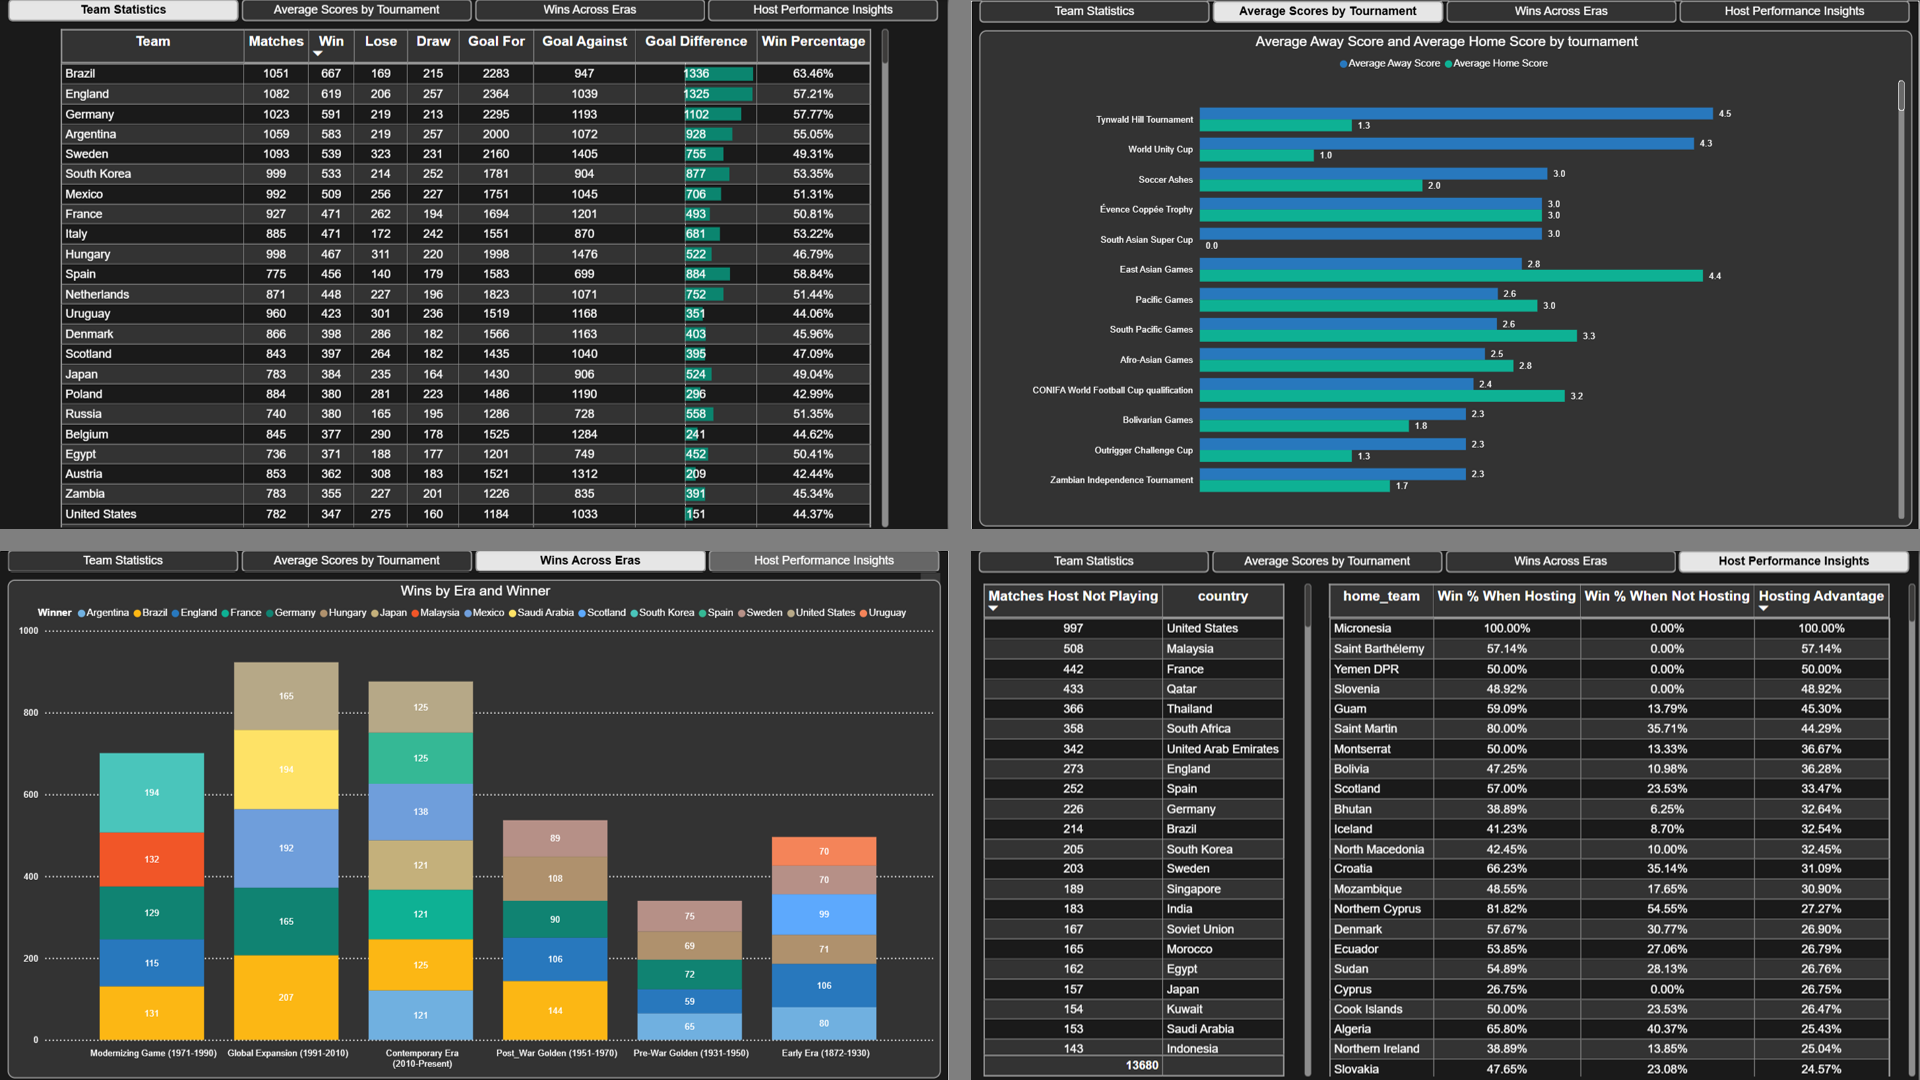 Team Statistics	Average Scores by Tournament	Wins Across Eras	Host Performance Insights
Team	Matches	Win	Lose	Draw	Goal For	Goal Against	Goal Difference	Win Percentage
Brazil	1051	667	169	215	2283	947	1336	63.46%
England	1082	619	206	257	2364	1039	1325	57.21%
Germany	1023	591	219	213	2295	1193	1102	57.77%
Argentina	1059	583	219	257	2000	1072	928	55.05%
Sweden	1093	539	323	231	2160	1405	755	49.31%
South Korea	999	533	214	252	1781	904	877	53.35%
Mexico	992	509	256	227	1751	1045	706	51.31%
France	927	471	262	194	1694	1201	493	50.81%
Italy	885	471	172	242	1551	870	681	53.22%
Hungary	998	467	311	220	1998	1476	522	46.79%
Spain	775	456	140	179	1583	699	884	58.84%
Netherlands	871	448	227	196	1823	1071	752	51.44%
Uruguay	960	423	301	236	1519	1168	351	44.06%
Denmark	866	398	286	182	1566	1163	403	45.96%
Scotland	843	397	264	182	1435	1040	395	47.09%
Japan	783	384	235	164	1430	906	524	49.04%
Poland	884	380	281	223	1486	1190	296	42.99%
Russia	740	380	165	195	1286	728	558	51.35%
Belgium	845	377	290	178	1525	1284	241	44.62%
Egypt	736	371	188	177	1201	749	452	50.41%
Austria	853	362	308	183	1521	1312	209	42.44%
Zambia	783	355	227	201	1226	835	391	45.34%
United States	782	347	275	160	1184	1033	151	44.37%
Team Statistics	Average Scores by Tournament	Wins Across Eras	Host Performance Insights
Average Away Score and Average Home Score by tournament
Average Away Score	Average Home Score
Tynwald Hill Tournament	4.5	1.3
World Unity Cup	4.3	1.0
Soccer Ashes	3.0	2.0
Évence Coppée Trophy	3.0	3.0
South Asian Super Cup	3.0	0.0
East Asian Games	2.8	4.4
Pacific Games	2.6	3.0
South Pacific Games	2.6	3.3
Afro-Asian Games	2.5	2.8
CONIFA World Football Cup qualification	2.4	3.2
Bolivarian Games	2.3	1.8
Outrigger Challenge Cup	2.3	1.3
Zambian Independence Tournament	2.3	1.7
Team Statistics	Average Scores by Tournament	Wins Across Eras	Host Performance Insights
Wins by Era and Winner
Winner	Argentina	Brazil	England	France	Germany	Hungary	Japan	Malaysia	Mexico	Saudi Arabia	Scotland	South Korea	Spain	Sweden	United States	Uruguay
1000
800
600
400
200
0
194	132	129	115	131
165	194	192	165	207
125	125	138	121	121	125	121
89	108	90	106	144
75	69	72	59	65
70	70	99	71	106	80
Modernizing Game (1971-1990)	Global Expansion (1991-2010)	Contemporary Era (2010-Present)	Post_War Golden (1951-1970)	Pre-War Golden (1931-1950)	Early Era (1872-1930)
Team Statistics	Average Scores by Tournament	Wins Across Eras	Host Performance Insights
Matches Host Not Playing	country
997	United States
508	Malaysia
442	France
433	Qatar
366	Thailand
358	South Africa
342	United Arab Emirates
273	England
252	Spain
226	Germany
214	Brazil
205	South Korea
203	Sweden
189	Singapore
183	India
167	Soviet Union
165	Morocco
162	Egypt
157	Japan
154	Kuwait
153	Saudi Arabia
143	Indonesia
13680
home_team	Win % When Hosting	Win % When Not Hosting	Hosting Advantage
Micronesia	100.00%	0.00%	100.00%
Saint Barthélemy	57.14%	0.00%	57.14%
Yemen DPR	50.00%	0.00%	50.00%
Slovenia	48.92%	0.00%	48.92%
Guam	59.09%	13.79%	45.30%
Saint Martin	80.00%	35.71%	44.29%
Montserrat	50.00%	13.33%	36.67%
Bolivia	47.25%	10.98%	36.28%
Scotland	57.00%	23.53%	33.47%
Bhutan	38.89%	6.25%	32.64%
Iceland	41.23%	8.70%	32.54%
North Macedonia	42.45%	10.00%	32.45%
Croatia	66.23%	35.14%	31.09%
Mozambique	48.55%	17.65%	30.90%
Northern Cyprus	81.82%	54.55%	27.27%
Denmark	57.67%	30.77%	26.90%
Ecuador	53.85%	27.06%	26.79%
Sudan	54.89%	28.13%	26.76%
Cyprus	26.75%	0.00%	26.75%
Cook Islands	50.00%	23.53%	26.47%
Algeria	65.80%	40.37%	25.43%
Northern Ireland	38.89%	13.85%	25.04%
Slovakia	47.65%	23.08%	24.57%